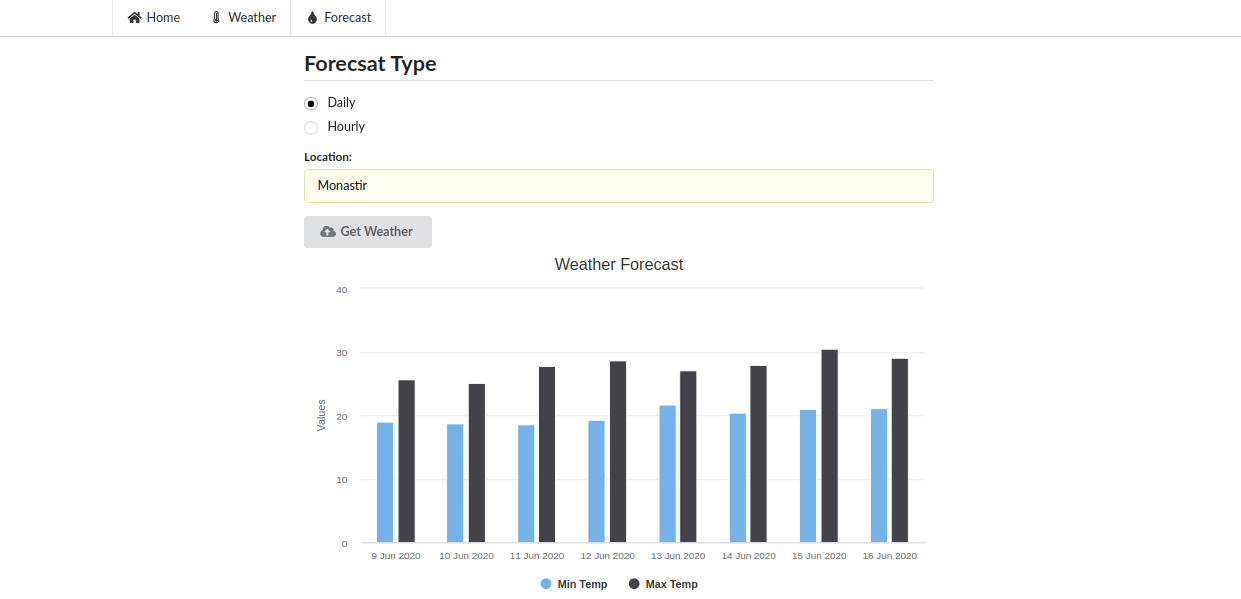 Home Weather Forecast
Forecsat Type
Daily
Hourly
Location:
Monastir
Get Weather
Weather Forecast
40
30
20
10
0
Values
9 Jun 2020 10 Jun 2020 11 Jun 2020 12 Jun 2020 13 Jun 2020 14 Jun 2020 15 Jun 2020 16 Jun 2020
Min Temp Max Temp